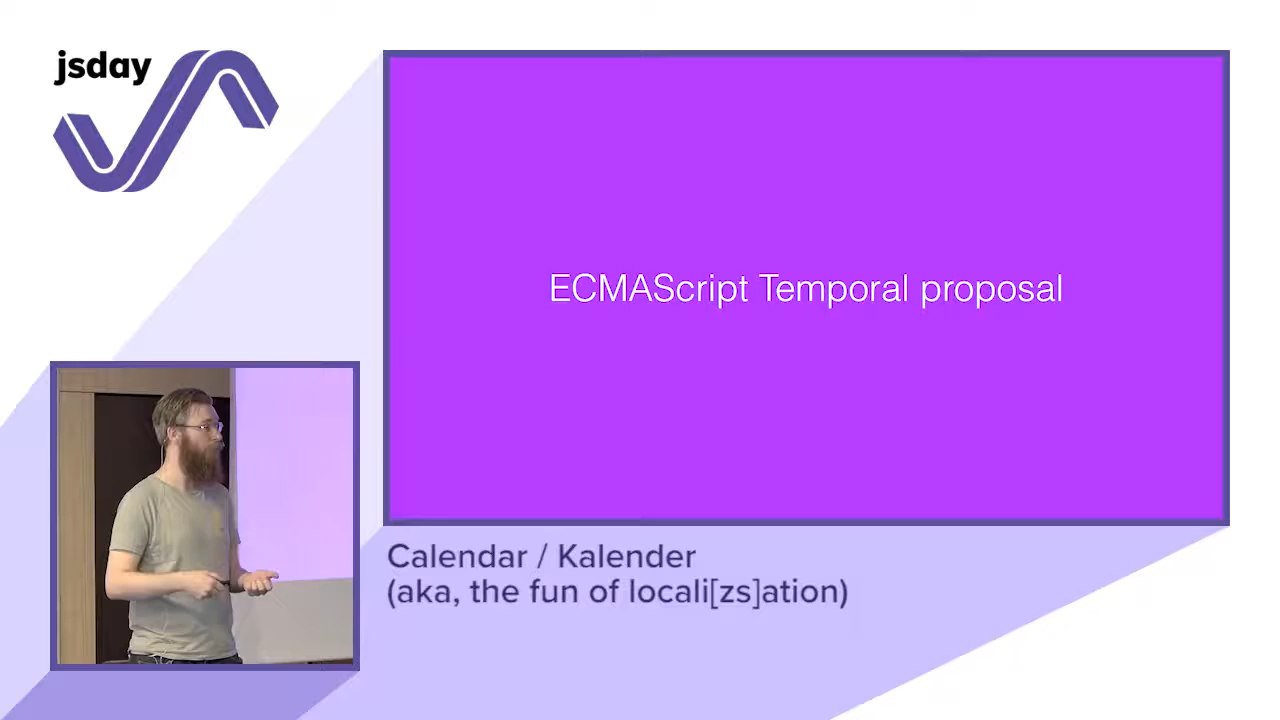 jsday
ECMAScript Temporal proposal
Calendar / Kalender
(aka, the fun of locali[zs]ation)